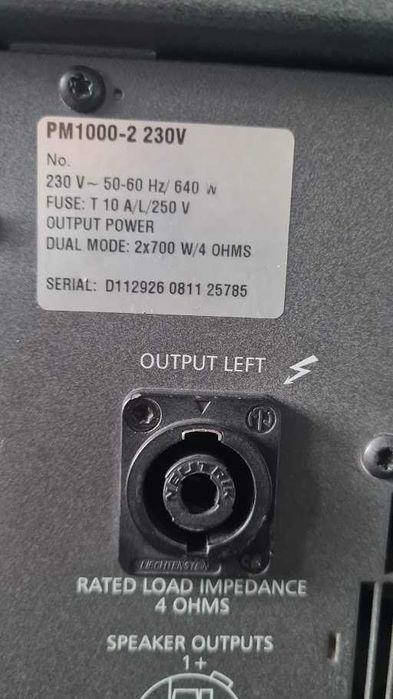 PM1000-2 230V
No.
230 V~ 50-60 Hz/ 640 W
FUSE: T 10 A/L/250 V
OUTPUT POWER
DUAL MODE: 2x700 W/4 OHMS
SERIAL: D112926 0811 25785
OUTPUT LEFT
NEUTRIK
LIECHTENSTEIN
RATED LOAD IMPEDANCE
4 OHMS
SPEAKER OUTPUTS
1+